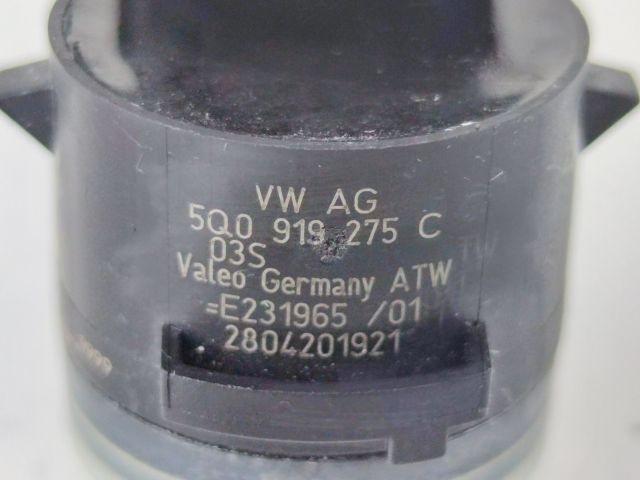 VW AG
5Q0 919 275 C
03S
Valeo Germany ATW
=E231965 /01
2804201921